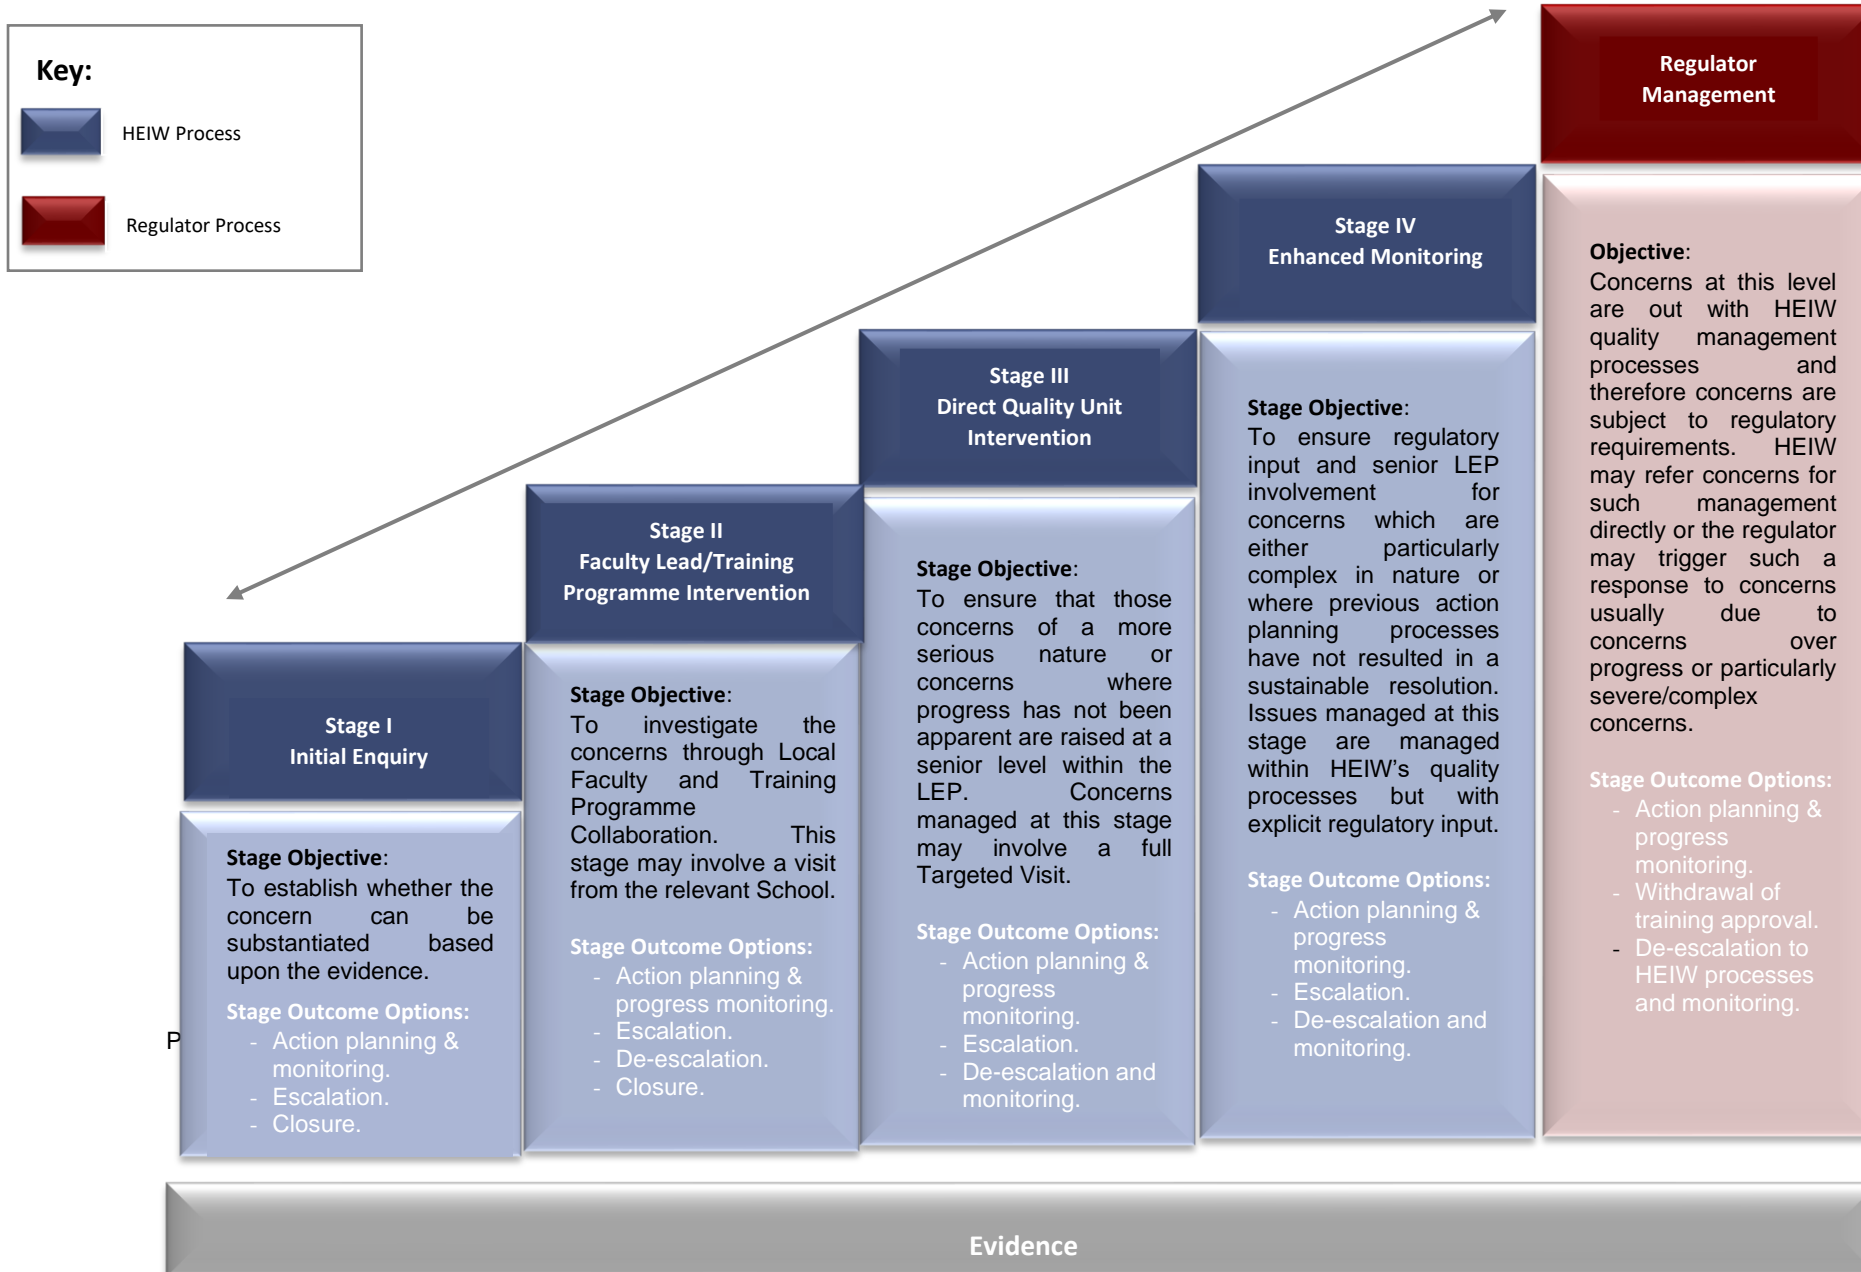 Key:
HEIW Process
Regulator Process
Regulator
Management
Objective:
Concerns at this level
are out with HEIW
quality management
processes and
therefore concerns are
subject to regulatory
requirements. HEIW
may refer concerns for
such management
directly or the regulator
may trigger such a
response to concerns
usually due to
concerns over
progress or particularly
severe/complex
concerns.
Stage Outcome Options:
- Action planning &
progress
monitoring.
- Withdrawal of
training approval.
- De-escalation to
HEIW processes
and monitoring.
Stage IV
Enhanced Monitoring
Stage Objective:
To ensure regulatory
input and senior LEP
involvement for
concerns which are
either particularly
complex in nature or
where previous action
planning processes
have not resulted in a
sustainable resolution.
Issues managed at this
stage are managed
within HEIW's quality
processes but with
explicit regulatory input.
Stage Outcome Options:
- Action planning &
progress
monitoring.
- Escalation.
- De-escalation and
monitoring.
Stage III
Direct Quality Unit
Intervention
Stage Objective:
To ensure that those
concerns of a more
serious nature or
concerns where
progress has not been
apparent are raised at a
senior level within the
LEP. Concerns
managed at this stage
may involve a full
Targeted Visit.
Stage Outcome Options:
- Action planning &
progress
monitoring.
- Escalation.
- De-escalation and
monitoring.
Stage II
Faculty Lead/Training
Programme Intervention
Stage Objective:
To investigate the
concerns through Local
Faculty and Training
Programme
Collaboration. This
stage may involve a visit
from the relevant School.
Stage Outcome Options:
- Action planning &
progress monitoring.
- Escalation.
- De-escalation.
- Closure.
Stage I
Initial Enquiry
Stage Objective:
To establish whether the
concern can be
substantiated based
upon the evidence.
Stage Outcome Options:
- Action planning &
monitoring.
- Escalation.
- Closure.
P
Evidence